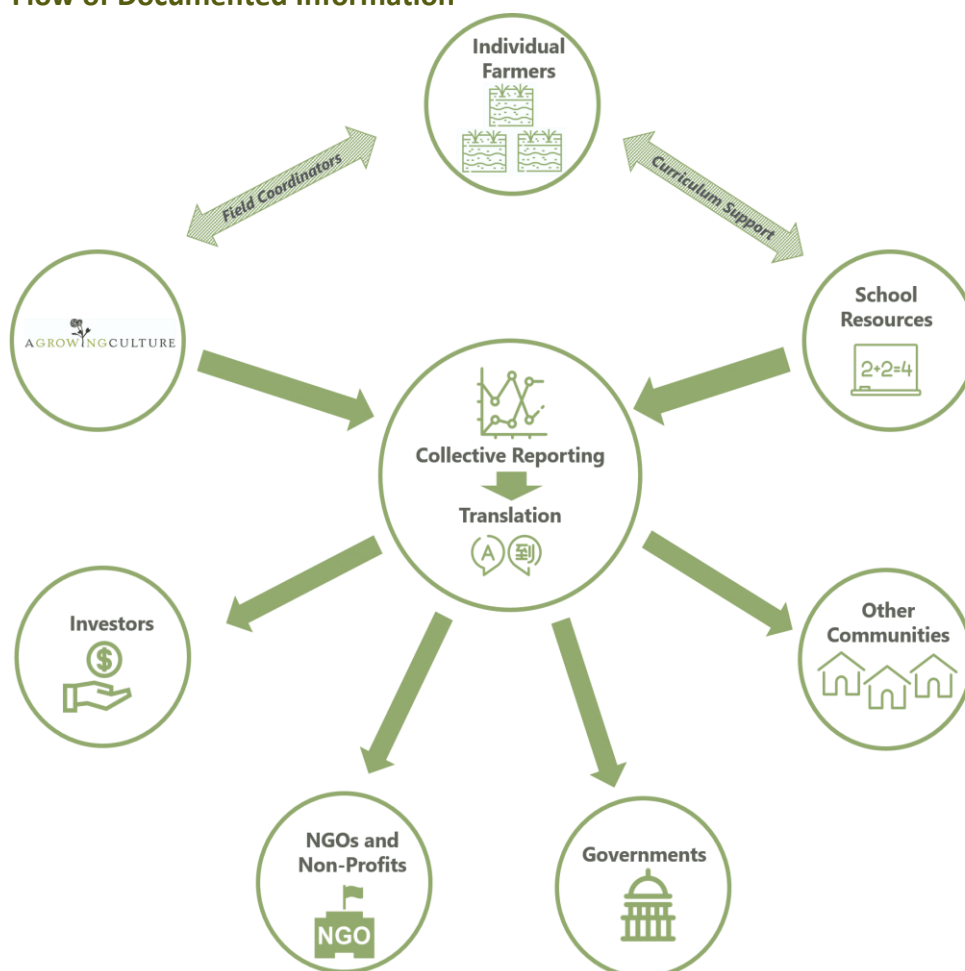 Flow of Documented Information
Individual
Farmers
Field Coordinators
Curriculum Support
AGROWINGCULTURE
School
Resources
2+2=4
Collective Reporting
Translation
A 到
Investors
$
Other
Communities
NGOs and
Non-Profits
NGO
Governments